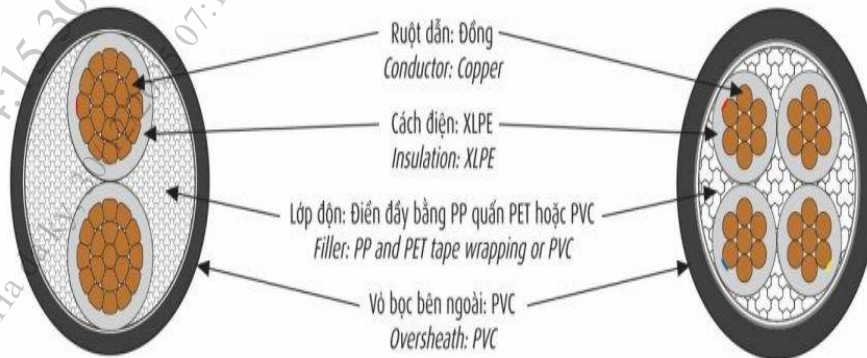 Ruột dẫn: Đồng
Conductor: Copper
Cách điện: XLPE
Insulation: XLPE
Lớp độn: Điền đầy bằng PP quấn PET hoặc PVC
Filler: PP and PET tape wrapping or PVC
Vỏ bọc bên ngoài: PVC
Oversheath: PVC